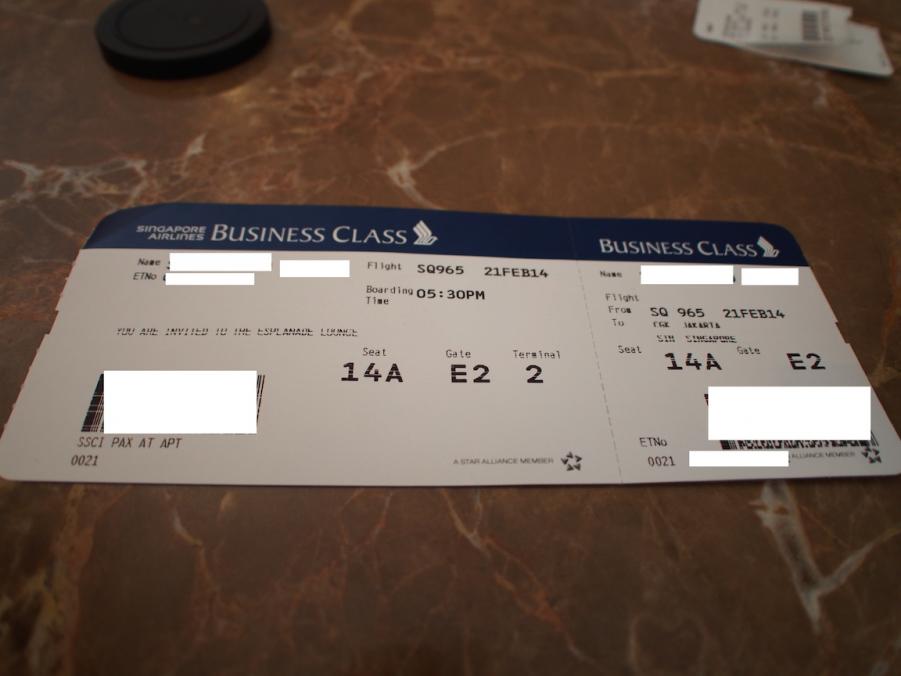 SINGAPORE AIRLINES BUSINESS CLASS
Name
ETNo
Flight SQ965 21FEB14
Boarding Time 05:30PM
YOU ARE INVITED TO THE ESPLANADE LOUNGE
Seat Gate Terminal
14A E2 2
SSCI PAX AT APT
0021
A STAR ALLIANCE MEMBER
BUSINESS CLASS
Name
Flight
From SQ 965 21FEB14
To CGK JAKARTA
SIN SINGAPORE
Seat 14A Gate E2
ETNo
0021
ALLIANCE MEMBER